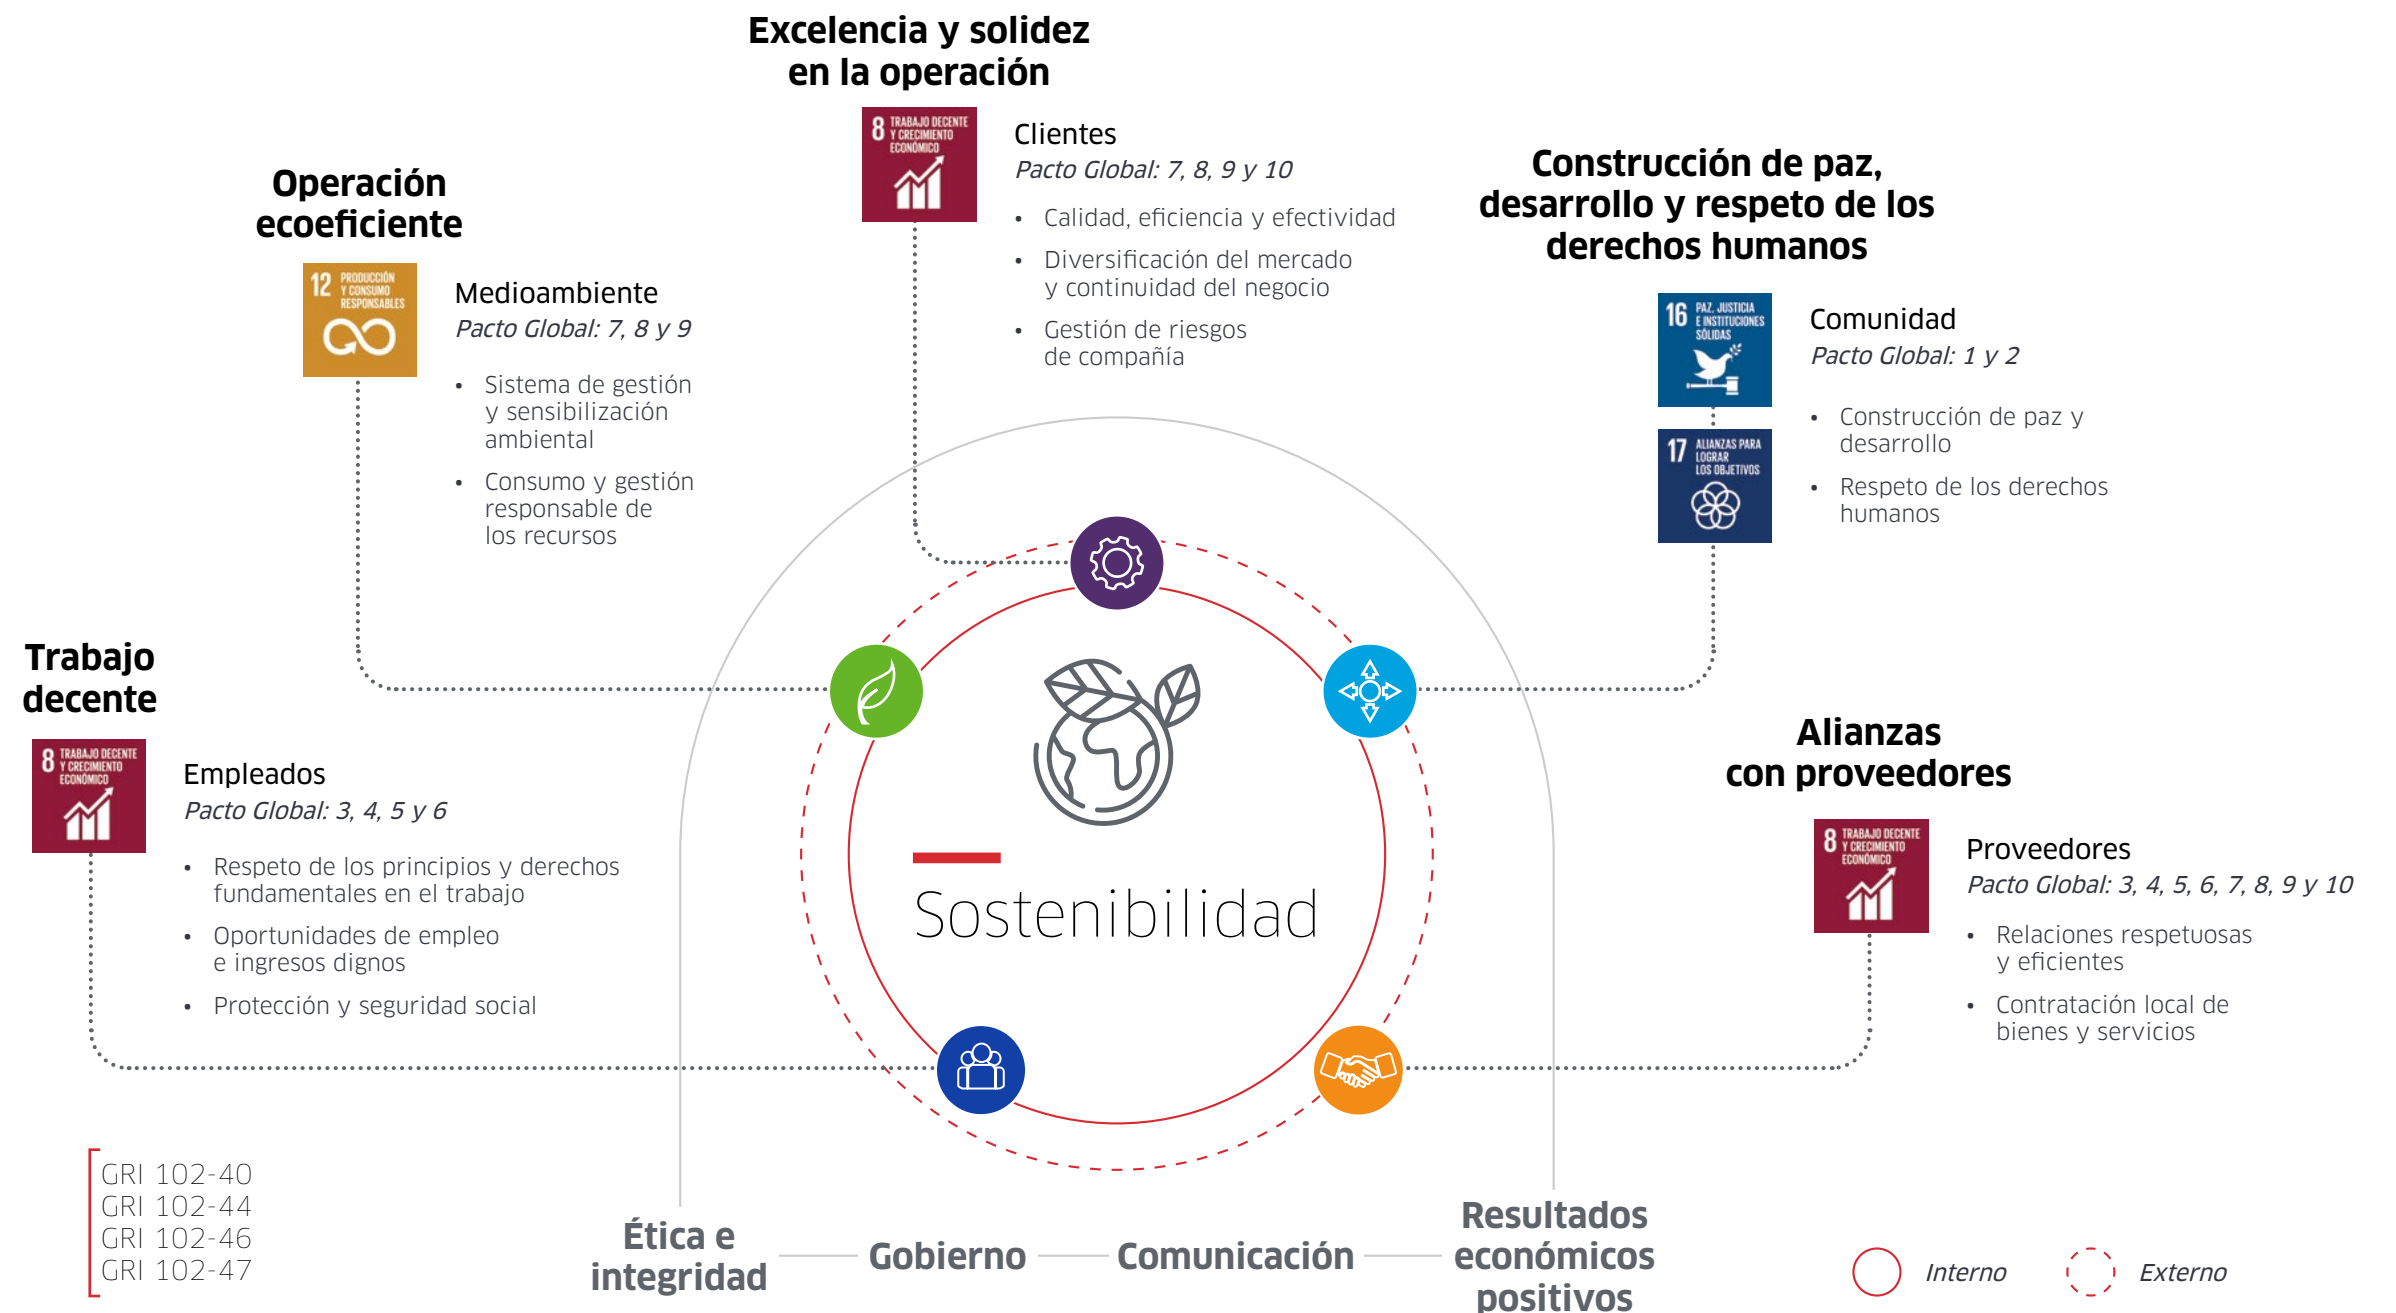 Excelencia y solidez
en la operación
8 TRABAJO DECENTE
Y CRECIMIENTO
ECONÓMICO
Clientes
Pacto Global: 7, 8, 9 y 10
• Calidad, eficiencia y efectividad
• Diversificación del mercado
y continuidad del negocio
• Gestión de riesgos
de compañía
Operación
ecoeficiente
12 PRODUCCIÓN
Y CONSUMO
RESPONSABLES
Medioambiente
Pacto Global: 7, 8 y 9
• Sistema de gestión
y sensibilización
ambiental
• Consumo y gestión
responsable de
los recursos
Construcción de paz,
desarrollo y respeto de los
derechos humanos
16 PAZ, JUSTICIA
E INSTITUCIONES
SÓLIDAS
17 ALIANZAS PARA
LOGRAR
LOS OBJETIVOS
Comunidad
Pacto Global: 1 y 2
• Construcción de paz y
desarrollo
• Respeto de los derechos
humanos
Trabajo
decente
8 TRABAJO DECENTE
Y CRECIMIENTO
ECONÓMICO
Empleados
Pacto Global: 3, 4, 5 y 6
• Respeto de los principios y derechos
fundamentales en el trabajo
• Oportunidades de empleo
e ingresos dignos
• Protección y seguridad social
Alianzas
con proveedores
8 TRABAJO DECENTE
Y CRECIMIENTO
ECONÓMICO
Proveedores
Pacto Global: 3, 4, 5, 6, 7, 8, 9 y 10
• Relaciones respetuosas
y eficientes
• Contratación local de
bienes y servicios
Sostenibilidad
GRI 102-40
GRI 102-44
GRI 102-46
GRI 102-47
Ética e
integridad
Gobierno
Comunicación
Resultados
económicos
positivos
Interno
Externo